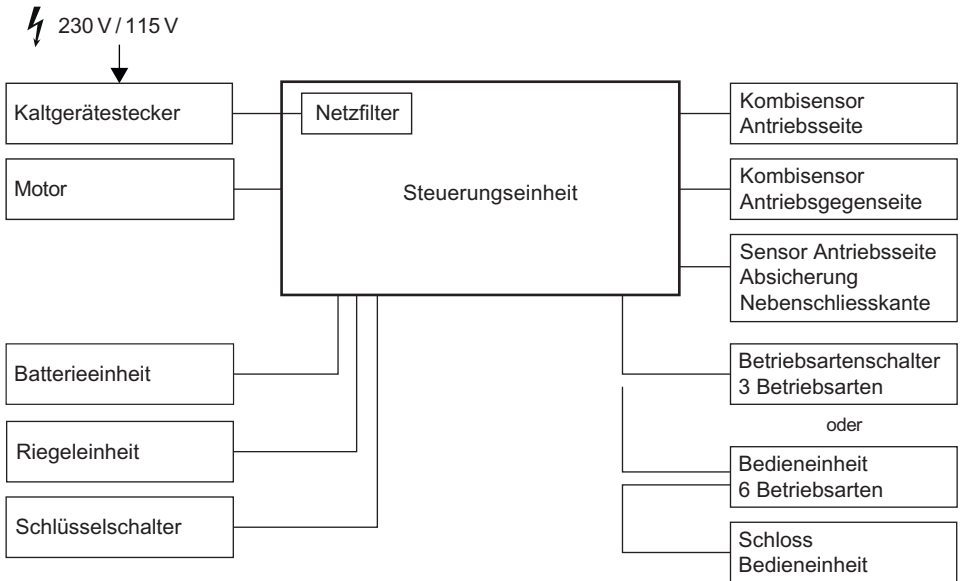 230 V / 115 V
Kaltgerätestecker
Netzfilter
Motor
Steuerungseinheit
Batterieeinheit
Riegeleinheit
Schlüsselschalter
Kombisensor
Antriebsseite
Kombisensor
Antriebsgegenseite
Sensor Antriebsseite
Absicherung
Nebenschliesskante
Betriebsartenschalter
3 Betriebsarten
oder
Bedieneinheit
6 Betriebsarten
Schloss
Bedieneinheit